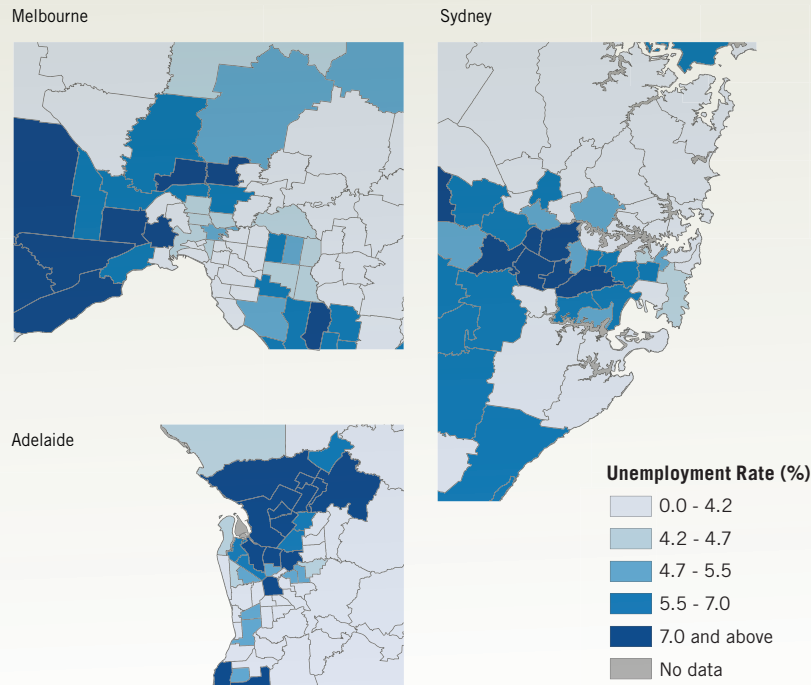 Melbourne
Sydney
Adelaide
Unemployment Rate (%)
0.0 - 4.2
4.2 - 4.7
4.7 - 5.5
5.5 - 7.0
7.0 and above
No data